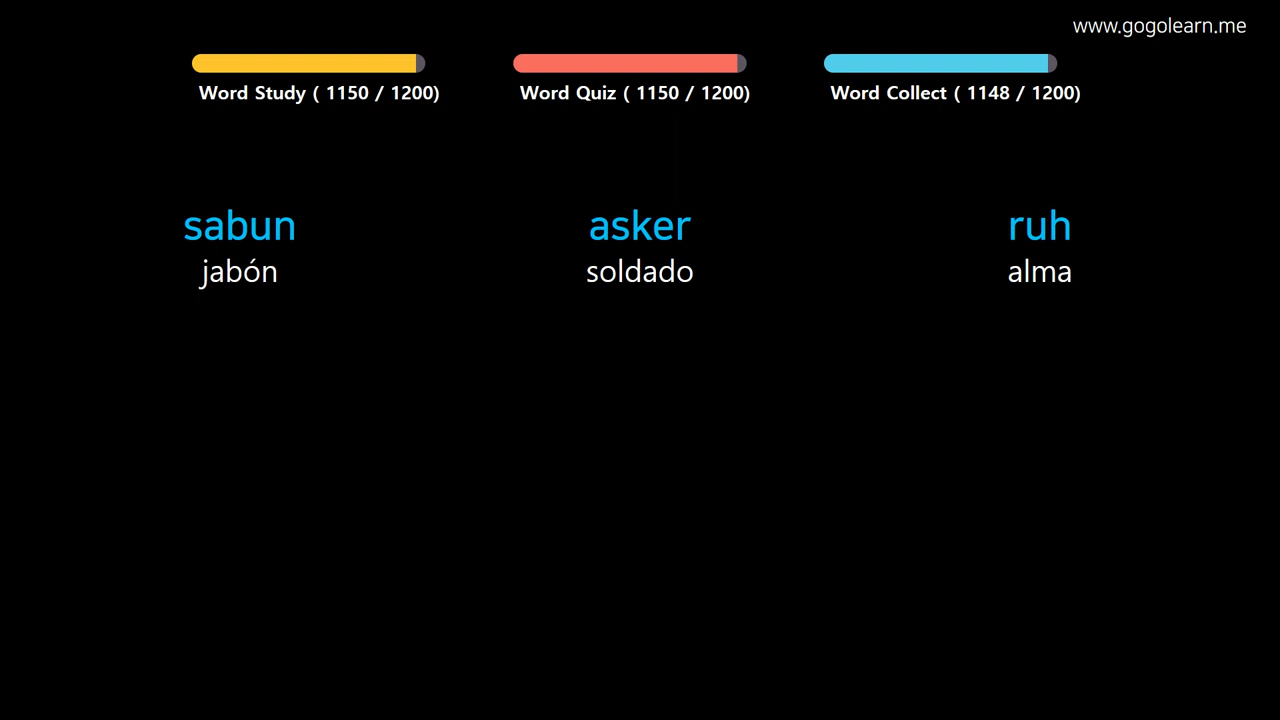 www.gogolearn.me
Word Study ( 1150 / 1200)
Word Quiz ( 1150 / 1200)
Word Collect ( 1148 / 1200)
sabun
jabón
asker
soldado
ruh
alma